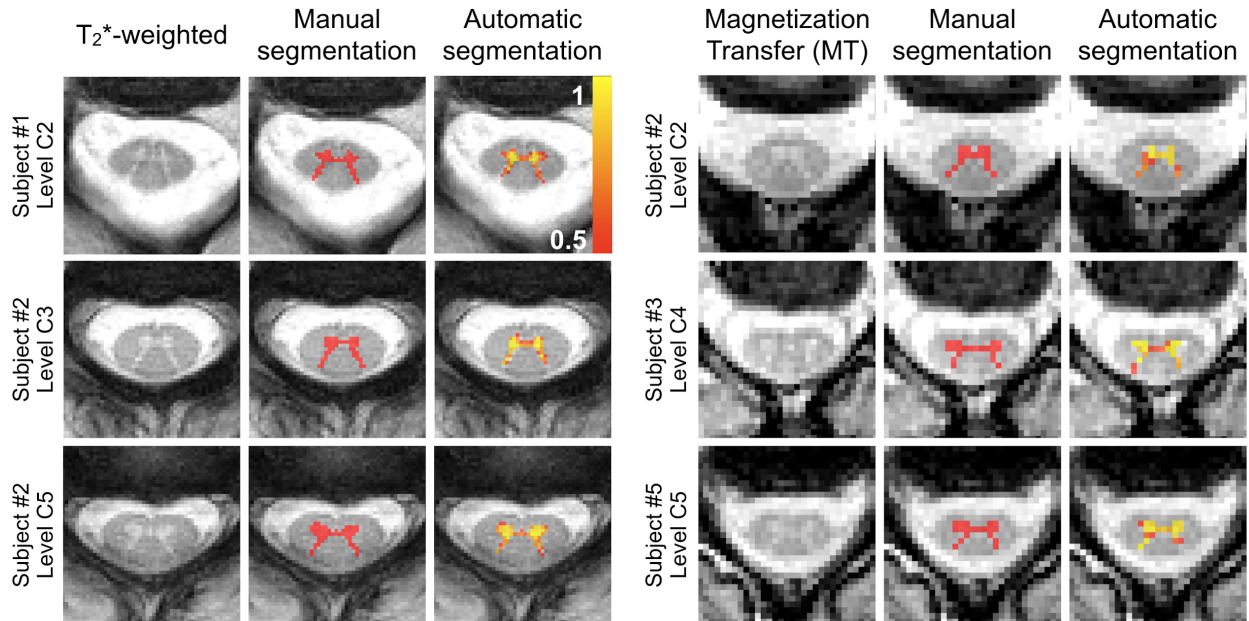 T₂*-weighted
Manual
segmentation
Automatic
segmentation
Magnetization
Transfer (MT)
Manual
segmentation
Automatic
segmentation
Subject #1
Level C2
1
0.5
Subject #2
Level C2
Subject #2
Level C3
Subject #3
Level C4
Subject #2
Level C5
Subject #5
Level C5